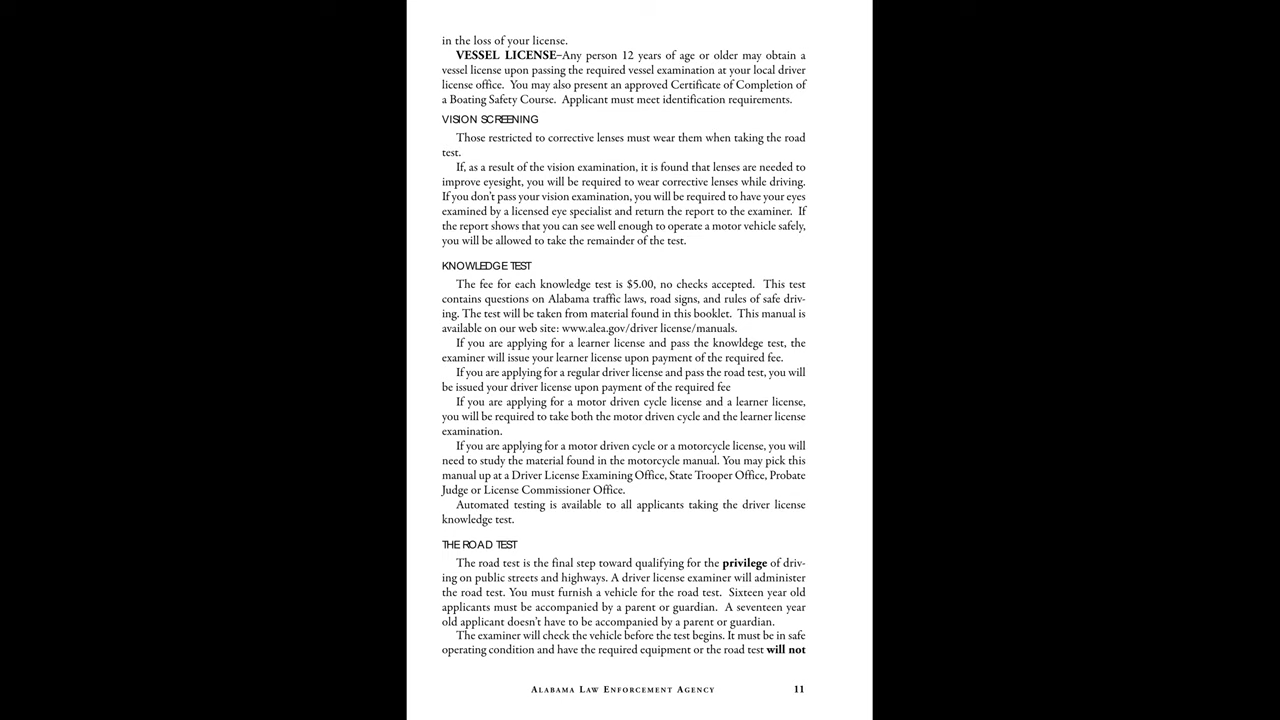 in the loss of your license.
VESSEL LICENSE–Any person 12 years of age or older may obtain a
vessel license upon passing the required vessel examination at your local driver
license office.  You may also present an approved Certificate of Completion of
a Boating Safety Course.  Applicant must meet identification requirements.
VISION SCREENING
Those restricted to corrective lenses must wear them when taking the road
test.
If, as a result of the vision examination, it is found that lenses are needed to
improve eyesight, you will be required to wear corrective lenses while driving.
If you don't pass your vision examination, you will be required to have your eyes
examined by a licensed eye specialist and return the report to the examiner.  If
the report shows that you can see well enough to operate a motor vehicle safely,
you will be allowed to take the remainder of the test.
KNOWLEDGE TEST
The fee for each knowledge test is $5.00, no checks accepted.  This test
contains questions on Alabama traffic laws, road signs, and rules of safe driv-
ing. The test will be taken from material found in this booklet.  This manual is
available on our web site: www.alea.gov/driver license/manuals.
If you are applying for a learner license and pass the knowldege test, the
examiner will issue your learner license upon payment of the required fee.
If you are applying for a regular driver license and pass the road test, you will
be issued your driver license upon payment of the required fee
If you are applying for a motor driven cycle license and a learner license,
you will be required to take both the motor driven cycle and the learner license
examination.
If you are applying for a motor driven cycle or a motorcycle license, you will
need to study the material found in the motorcycle manual. You may pick this
manual up at a Driver License Examining Office, State Trooper Office, Probate
Judge or License Commissioner Office.
Automated testing is available to all applicants taking the driver license
knowledge test.
THE ROAD TEST
The road test is the final step toward qualifying for the privilege of driv-
ing on public streets and highways. A driver license examiner will administer
the road test. You must furnish a vehicle for the road test.  Sixteen year old
applicants must be accompanied by a parent or guardian.  A seventeen year
old applicant doesn't have to be accompanied by a parent or guardian.
The examiner will check the vehicle before the test begins. It must be in safe
operating condition and have the required equipment or the road test will not
ALABAMA LAW ENFORCEMENT AGENCY 11